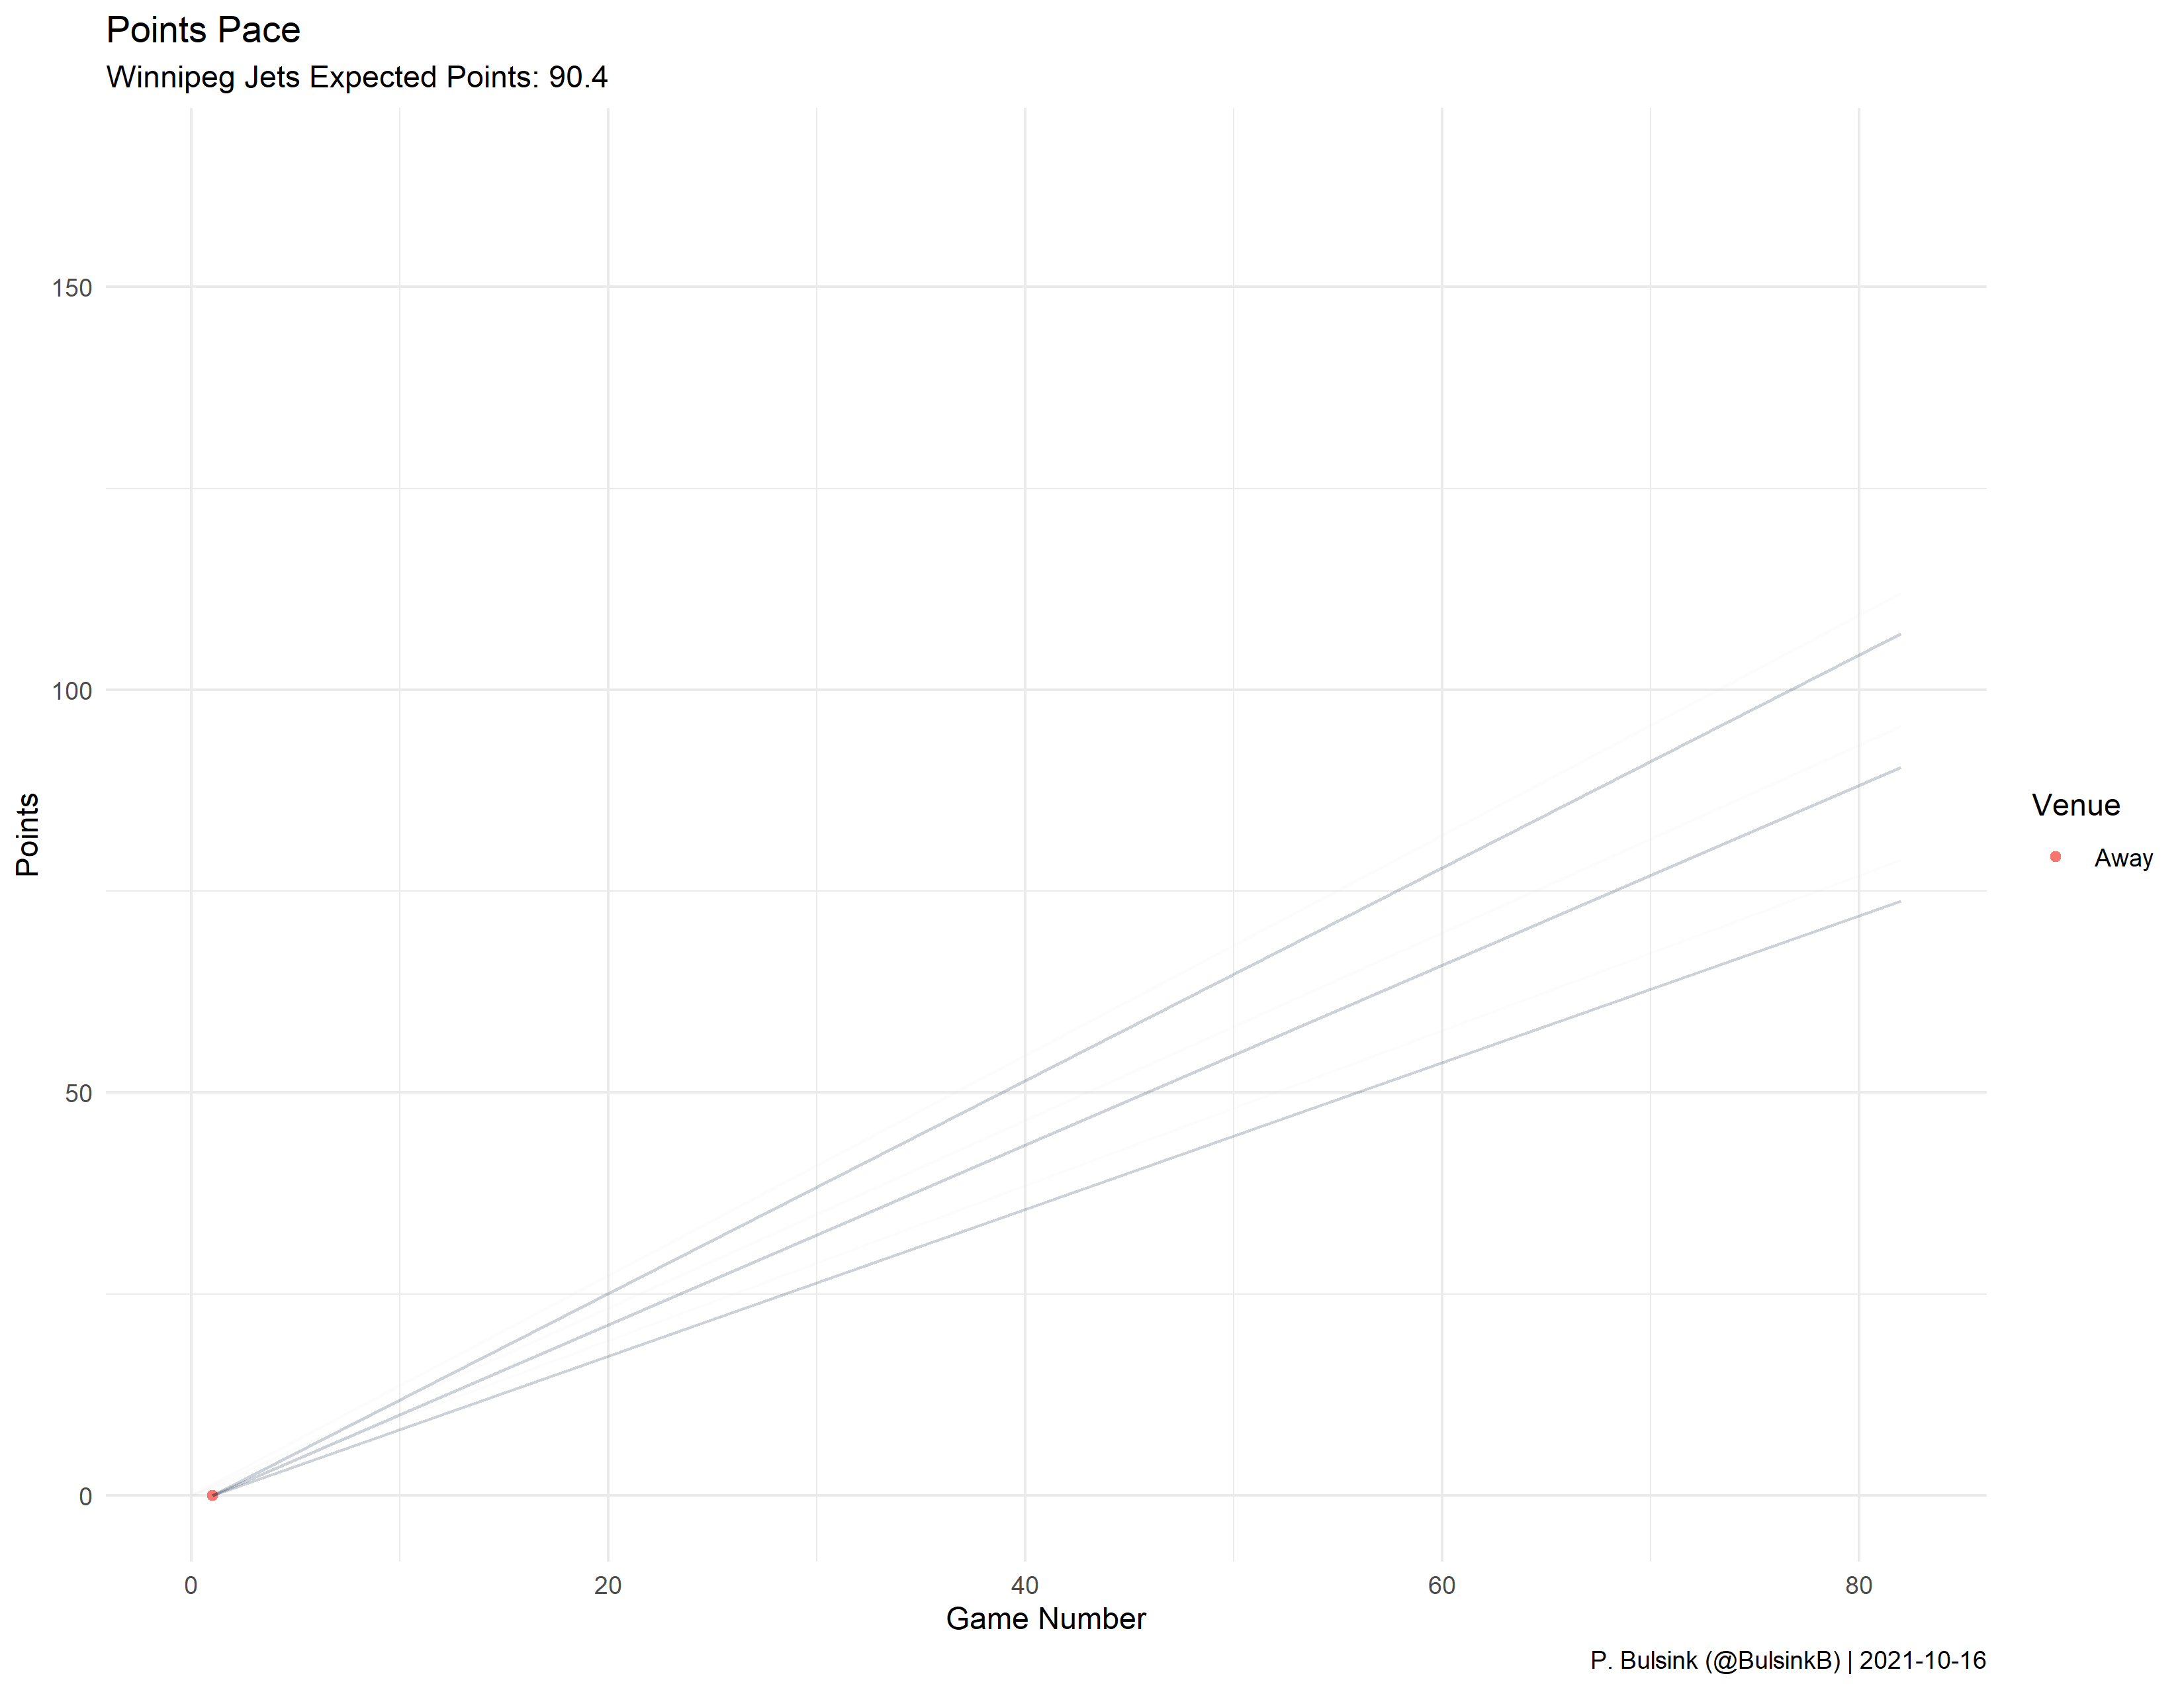 Points Pace
Winnipeg Jets Expected Points: 90.4
150
100
50
0
Points
0 20 40 60 80
Game Number
Venue
Away
P. Bulsink (@BulsinkB) | 2021-10-16